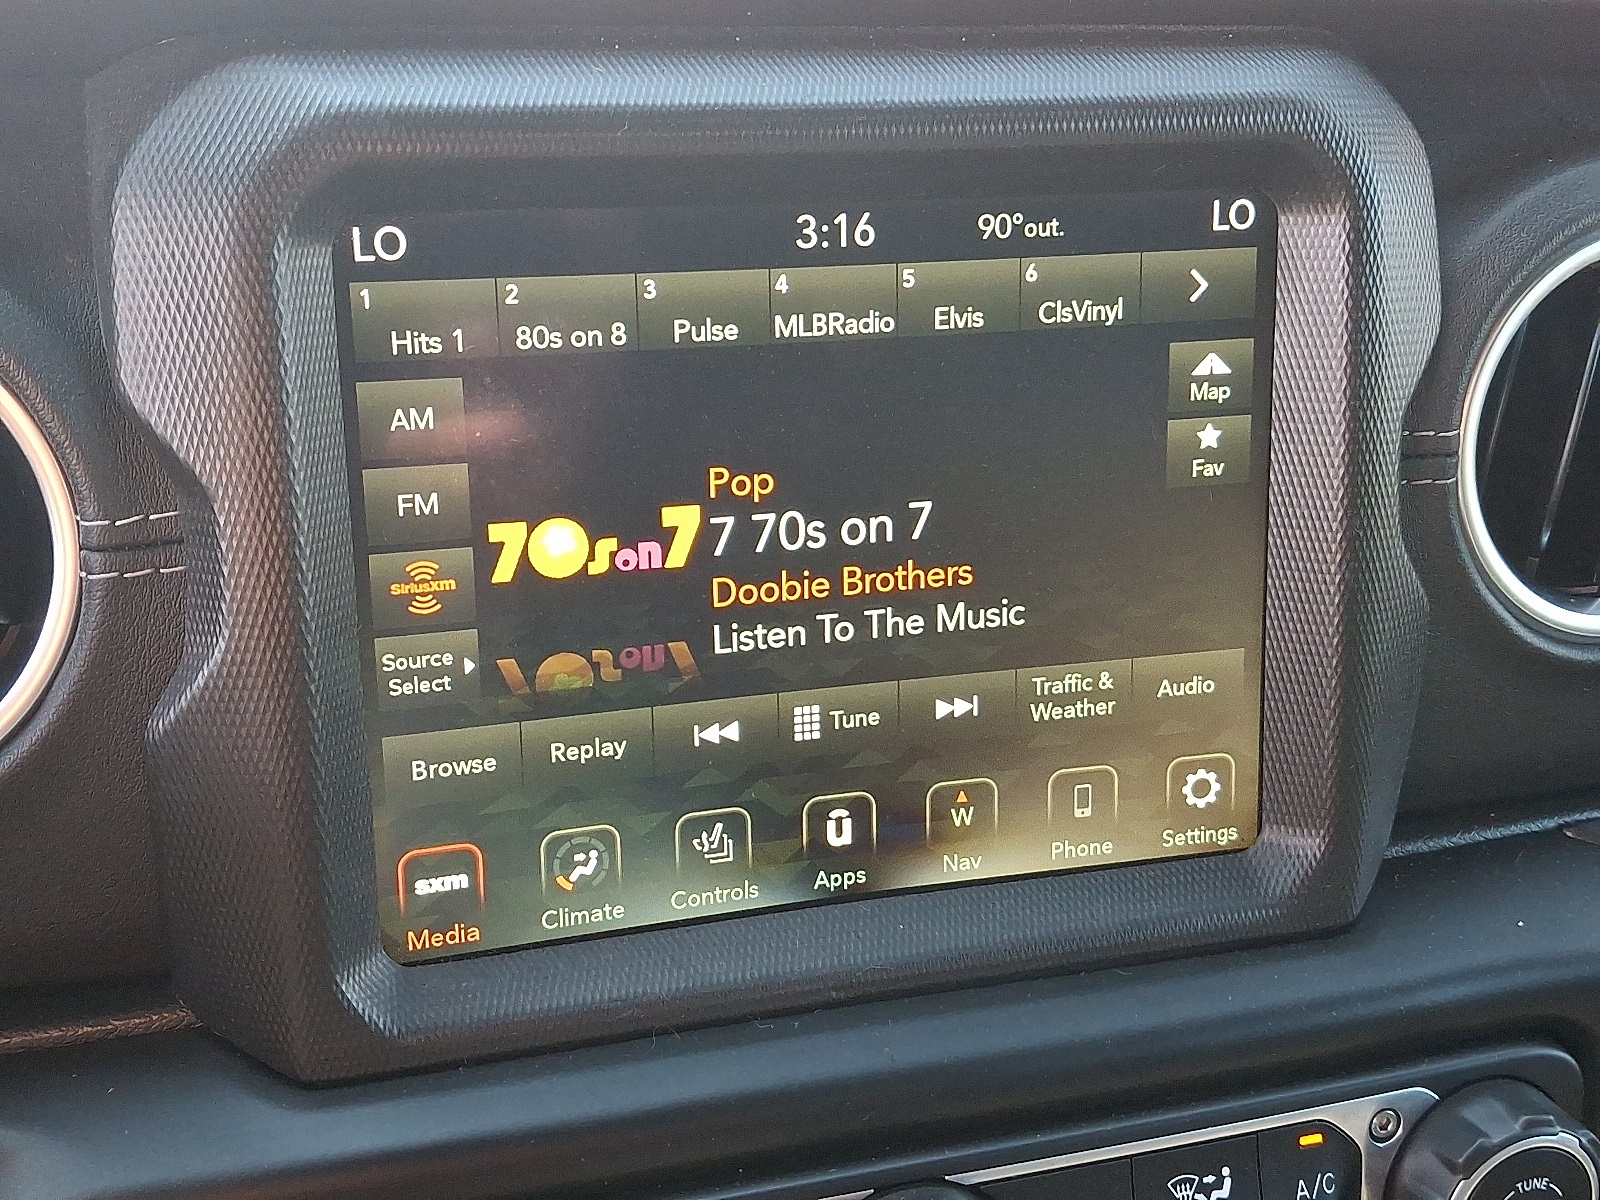 LO
3:16
90°out.
LO
1 Hits 1
2 80s on 8
3 Pulse
4 MLBRadio
5 Elvis
6 ClsVinyl
AM
Map
FM
Fav
SiriusXm
Source
Select
70s on 7
Pop
7 70s on 7
Doobie Brothers
Listen To The Music
Browse
Replay
Tune
Traffic &
Weather
Audio
sxm
Media
Climate
Controls
û
Apps
W
Nav
Phone
Settings
A/C
TUNE